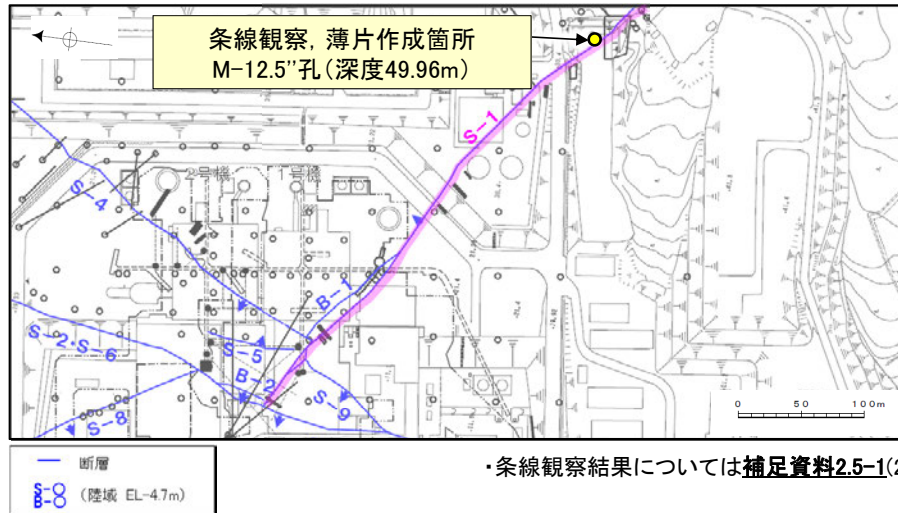 条線観察，薄片作成箇所
M-12.5''孔（深度49.96m）
S-1
2号機
1号機
S-4
B-1
S-2・S-6
S-5
B-2
S-9
S-8
0 50 100m
断層
S-○
B-○
(陸域 EL-4.7m)
・条線観察結果については補足資料2.5-1(2